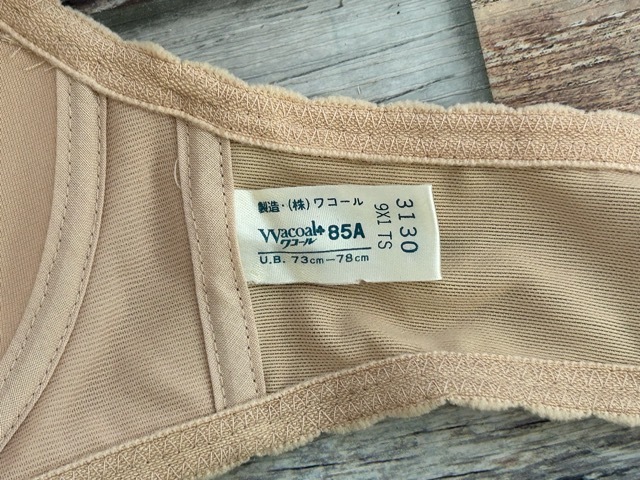 製造・(株)ワコール
Wacoal 85A
ワコール
U.B. 73cm—78cm
3130
9X1 TS